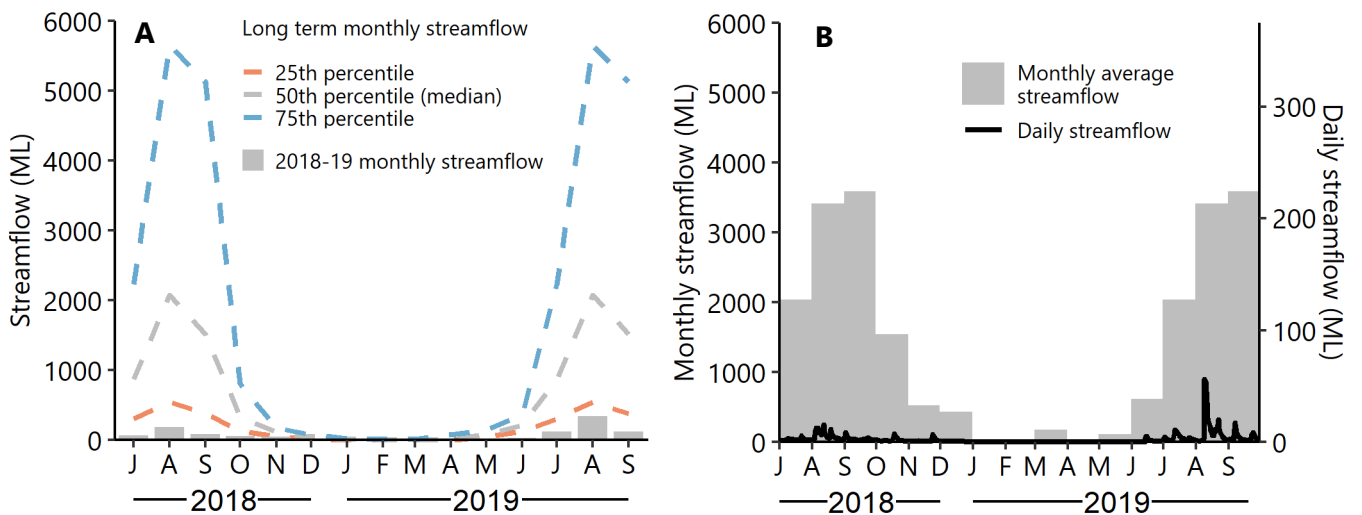 A
Long term monthly streamflow
25th percentile
50th percentile (median)
75th percentile
2018-19 monthly streamflow
Streamflow (ML)
6000
5000
4000
3000
2000
1000
0
J A S O N D J F M A M J J A S
2018 2019
B
Monthly average
streamflow
Daily streamflow
Monthly streamflow (ML)
6000
5000
4000
3000
2000
1000
0
300
200
100
0
Daily streamflow (ML)
J A S O N D J F M A M J J A S
2018 2019